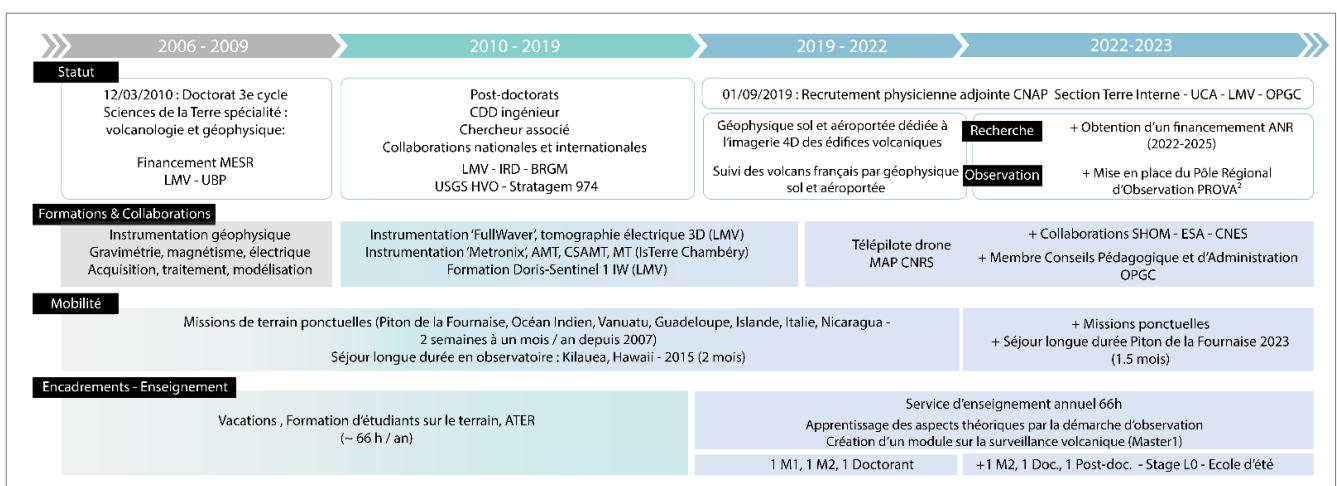 2006 - 2009
2010 - 2019
2019 - 2022
2022-2023
Statut
12/03/2010 : Doctorat 3e cycle
Sciences de la Terre spécialité :
volcanologie et géophysique:
Financement MESR
LMV - UBP
Post-doctorats
CDD ingénieur
Chercheur associé
Collaborations nationales et internationales
LMV - IRD - BRGM
USGS HVO - Stratagem 974
01/09/2019 : Recrutement physicienne adjointe CNAP Section Terre Interne - UCA - LMV - OPGC
Géophysique sol et aéroportée dédiée à
l'imagerie 4D des édifices volcaniques
Suivi des volcans français par géophysique
sol et aéroportée
Recherche
+ Obtention d'un financemement ANR
(2022-2025)
Observation
+ Mise en place du Pôle Régional
d'Observation PROVA²
Formations & Collaborations
Instrumentation géophysique
Gravimétrie, magnétisme, électrique
Acquisition, traitement, modélisation
Instrumentation 'FullWaver', tomographie électrique 3D (LMV)
Instrumentation 'Metronix', AMT, CSAMT, MT (IsTerre Chambéry)
Formation Doris-Sentinel 1 IW (LMV)
Télépilote drone
MAP CNRS
+ Collaborations SHOM - ESA - CNES
+ Membre Conseils Pédagogique et d'Administration
OPGC
Mobilité
Missions de terrain ponctuelles (Piton de la Fournaise, Océan Indien, Vanuatu, Guadeloupe, Islande, Italie, Nicaragua -
2 semaines à un mois / an depuis 2007)
Séjour longue durée en observatoire : Kilauea, Hawaii - 2015 (2 mois)
+ Missions ponctuelles
+ Séjour longue durée Piton de la Fournaise 2023
(1.5 mois)
Encadrements - Enseignement
Vacations , Formation d'étudiants sur le terrain, ATER
(~ 66 h / an)
Service d'enseignement annuel 66h
Apprentissage des aspects théoriques par la démarche d'observation
Création d'un module sur la surveillance volcanique (Master1)
1 M1, 1 M2, 1 Doctorant
+1 M2, 1 Doc., 1 Post-doc. - Stage L0 - Ecole d'été